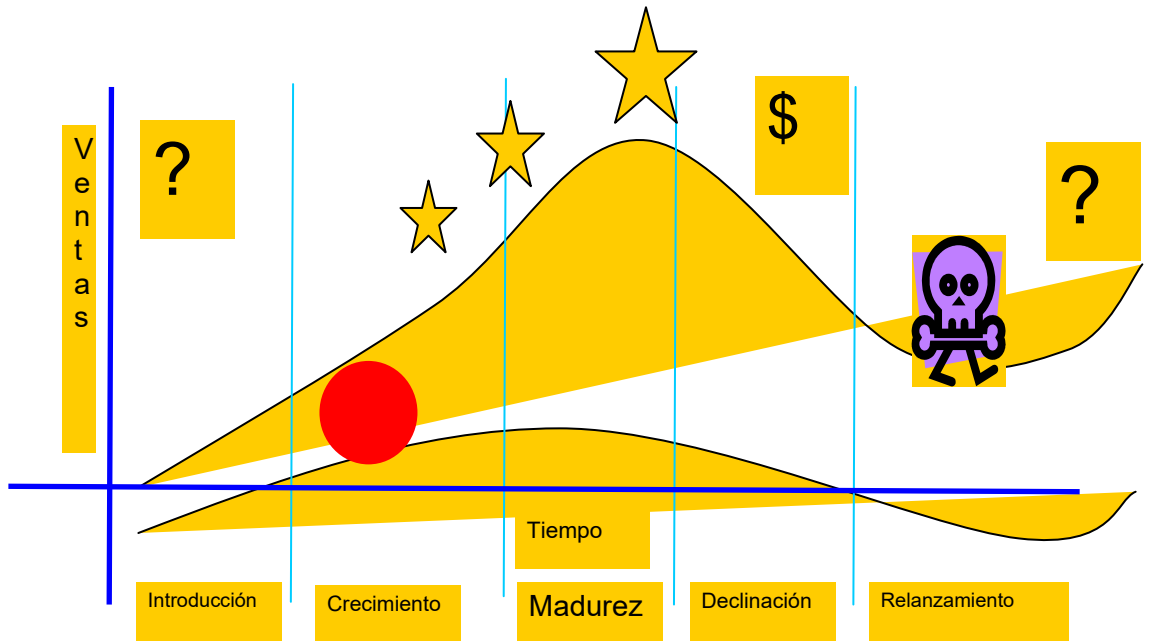 Ventas
?
$
?
Tiempo
Introducción
Crecimiento
Madurez
Declinación
Relanzamiento